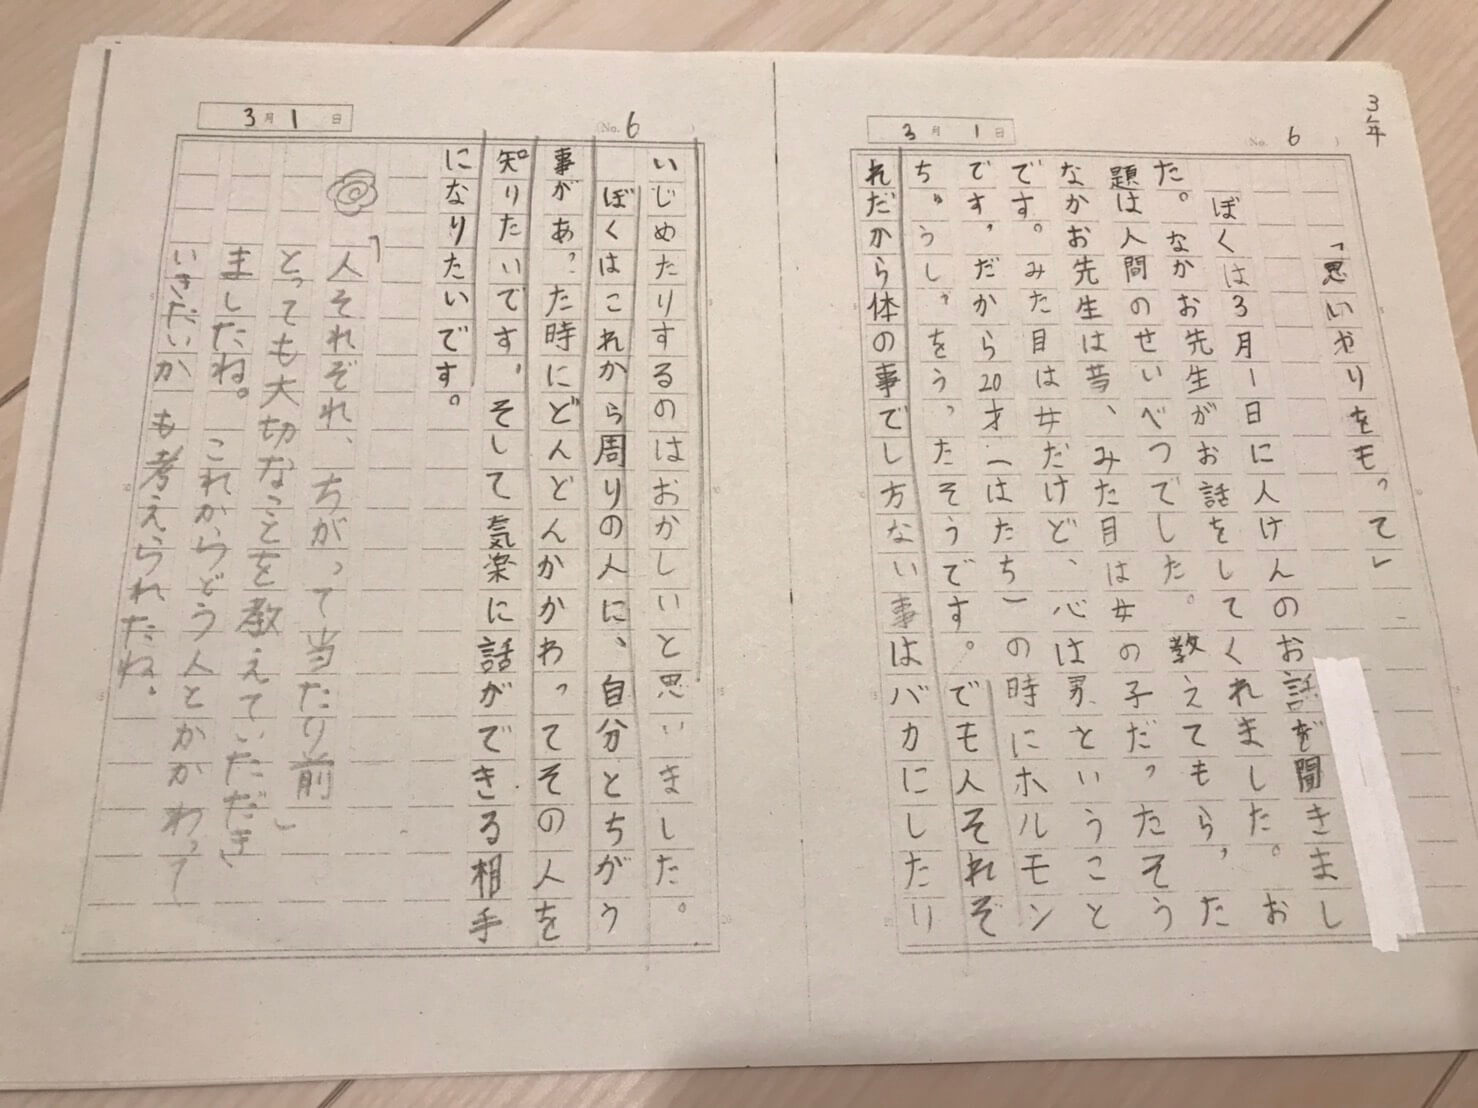 3年
(No. 6 )
3月1日
「思いやりをもって」
ぼくは3月1日に人けんのお話を聞きまし
た。なかお先生がお話をしてくれました。お
題は人間のせいべつでした。教えてもらった
なかお先生は昔、みた目は女の子だったそう
です。みた目は女だけど、心は男ということ
です。だから20才(はたち)の時にホルモン
ちゅうしゃをうったそうです。でも人それぞ
れだから体の事でし方ない事はバカにしたり
(No. 6 )
3月1日
いじめたりするのはおかしいと思いました。
ぼくはこれから周りの人に、自分とちがう
事があった時にどんどんかかわってその人を
知りたいです。そして気楽に話ができる相手
になりたいです。
「人それぞれ、ちがって当たり前」
とっても大切なことを教えていただき
ましたね。これからどう人とかかわって
いきたいかも考えられたね。